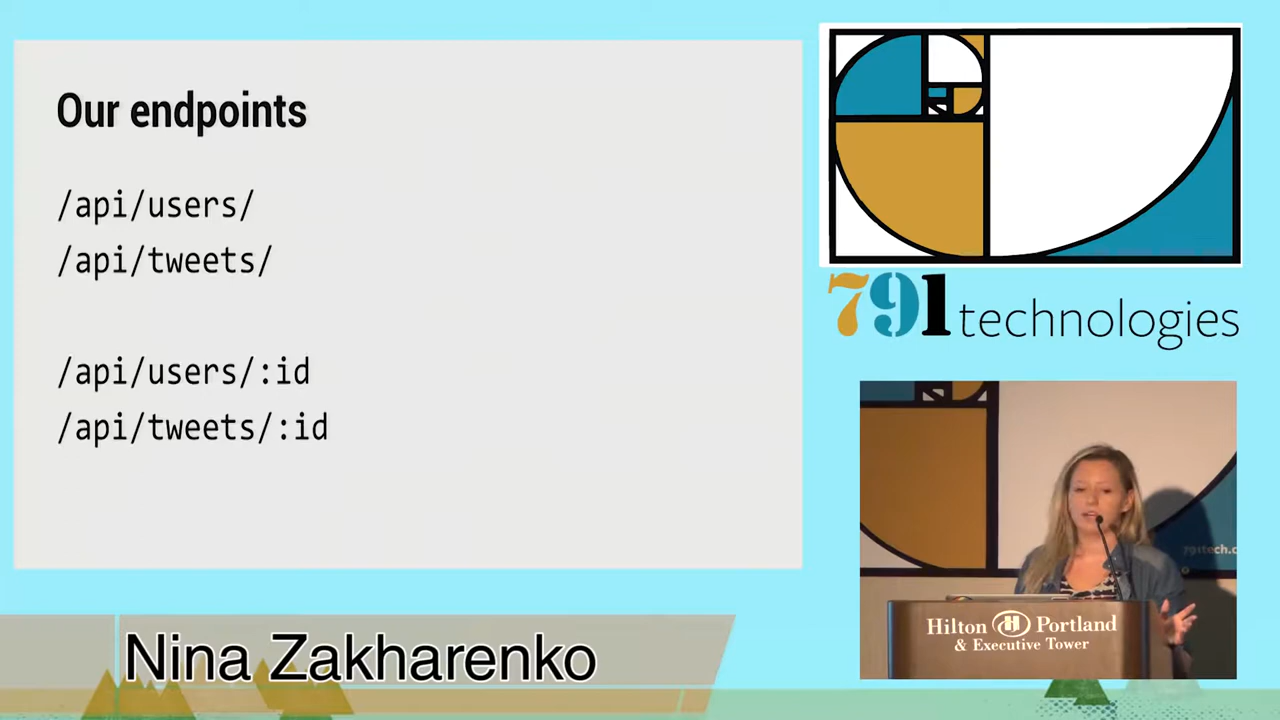 Our endpoints
/api/users/
/api/tweets/
/api/users/:id
/api/tweets/:id
791 technologies
791tech.c
Hilton H Portland
& Executive Tower
Nina Zakharenko